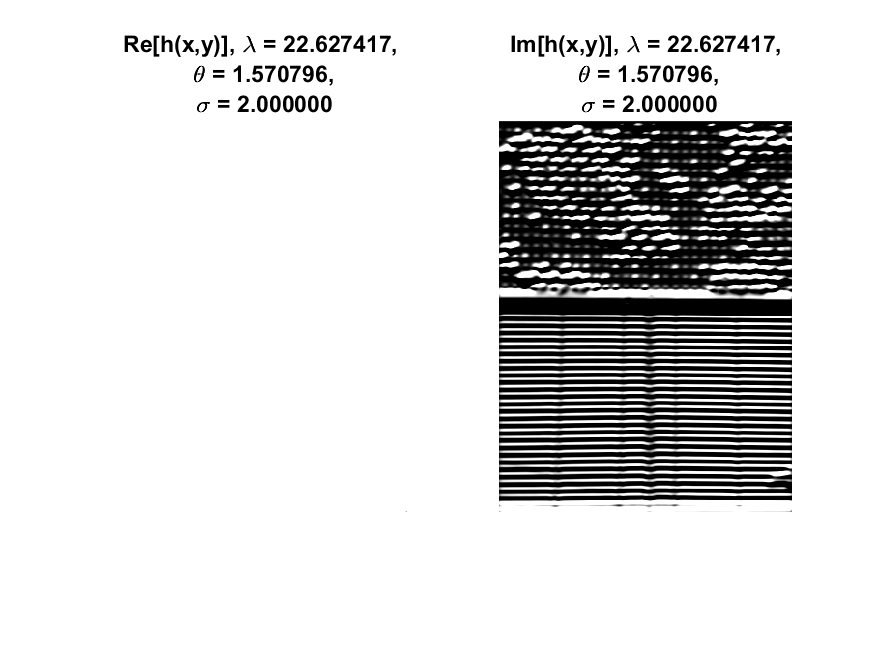 Re[h(x,y)], λ = 22.627417,
θ = 1.570796,
σ = 2.000000
Im[h(x,y)], λ = 22.627417,
θ = 1.570796,
σ = 2.000000